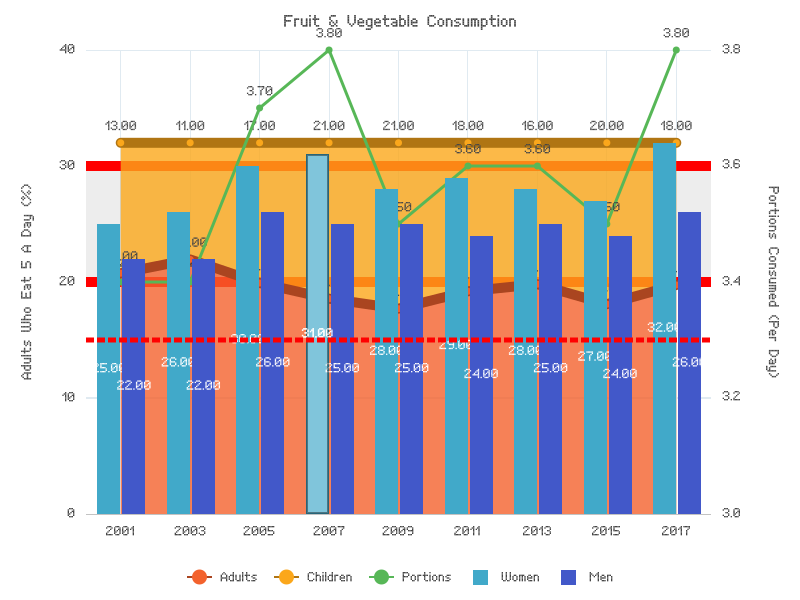 Fruit & Vegetable Consumption
3.80 3.80
40 3.8
3.70
13.00 11.00 17.00 21.00 21.00 18.00 16.00 20.00 18.00
3.60 3.60
30 3.6
20 3.4
31.00 32.00
28.00 29.00 28.00 27.00
25.00 26.00 26.00 25.00 25.00 24.00 25.00 24.00 26.00
22.00 22.00
10 3.2
0 3.0
2001 2003 2005 2007 2009 2011 2013 2015 2017
Adults Who Eat 5 A Day (%)
Portions Consumed (Per Day)
Adults Children Portions Women Men